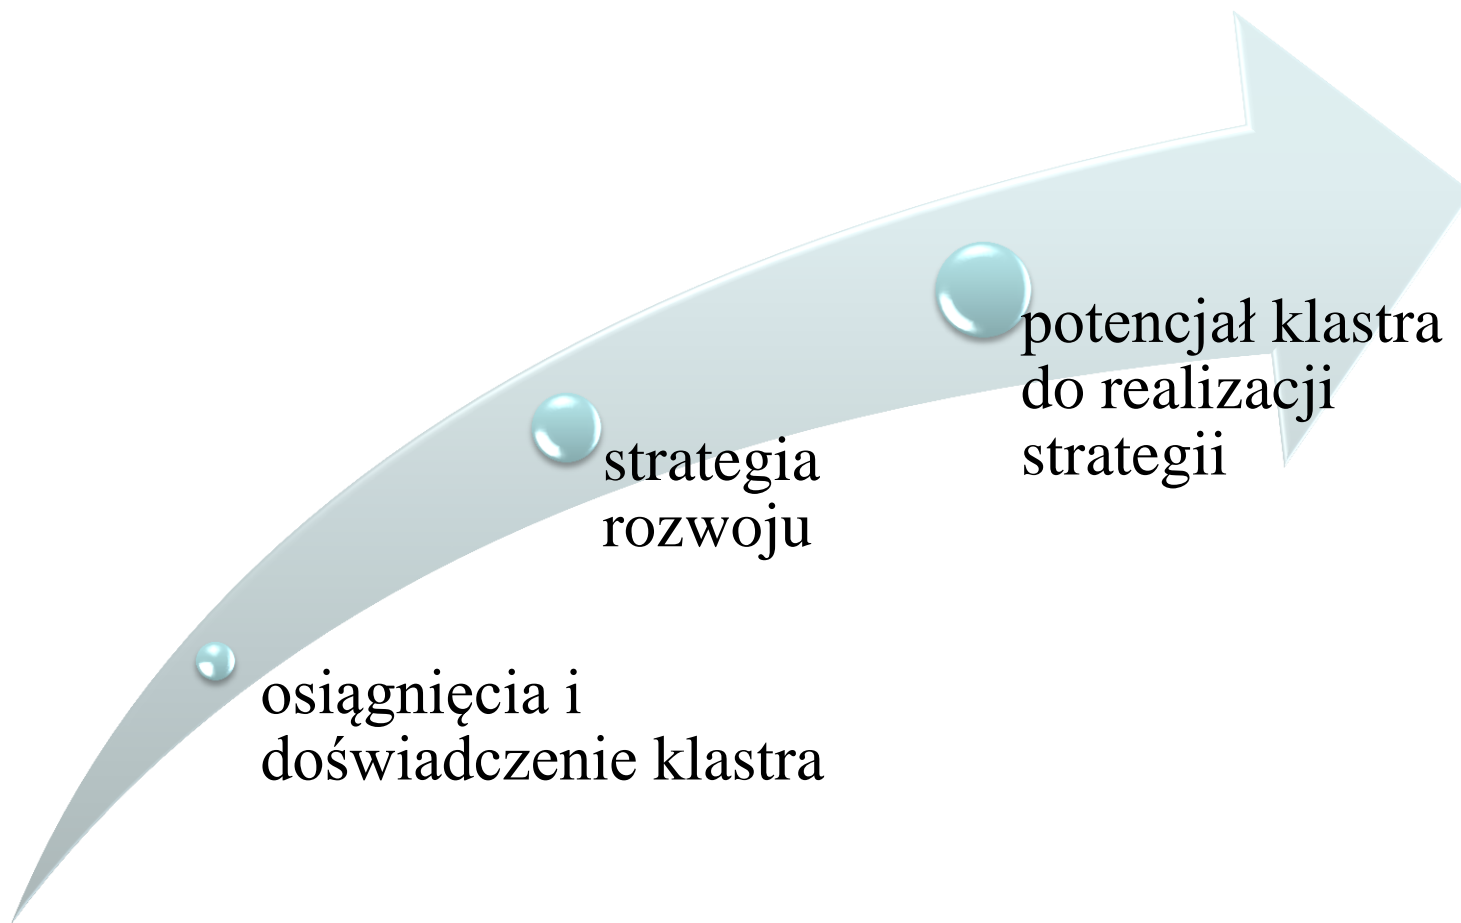 potencjał klastra
do realizacji
strategii
strategia
rozwoju
osiągnięcia i
doświadczenie klastra